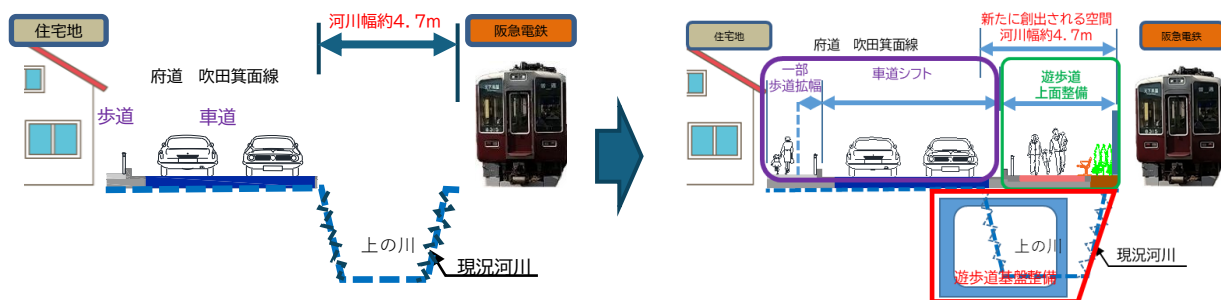 住宅地
河川幅約4.7m
阪急電鉄
府道　吹田箕面線
歩道
車道
上の川
現況河川
住宅地
新たに創出される空間
河川幅約4.7m
阪急電鉄
府道　吹田箕面線
一部
歩道拡幅
車道シフト
遊歩道
上面整備
上の川
現況河川
遊歩道基盤整備